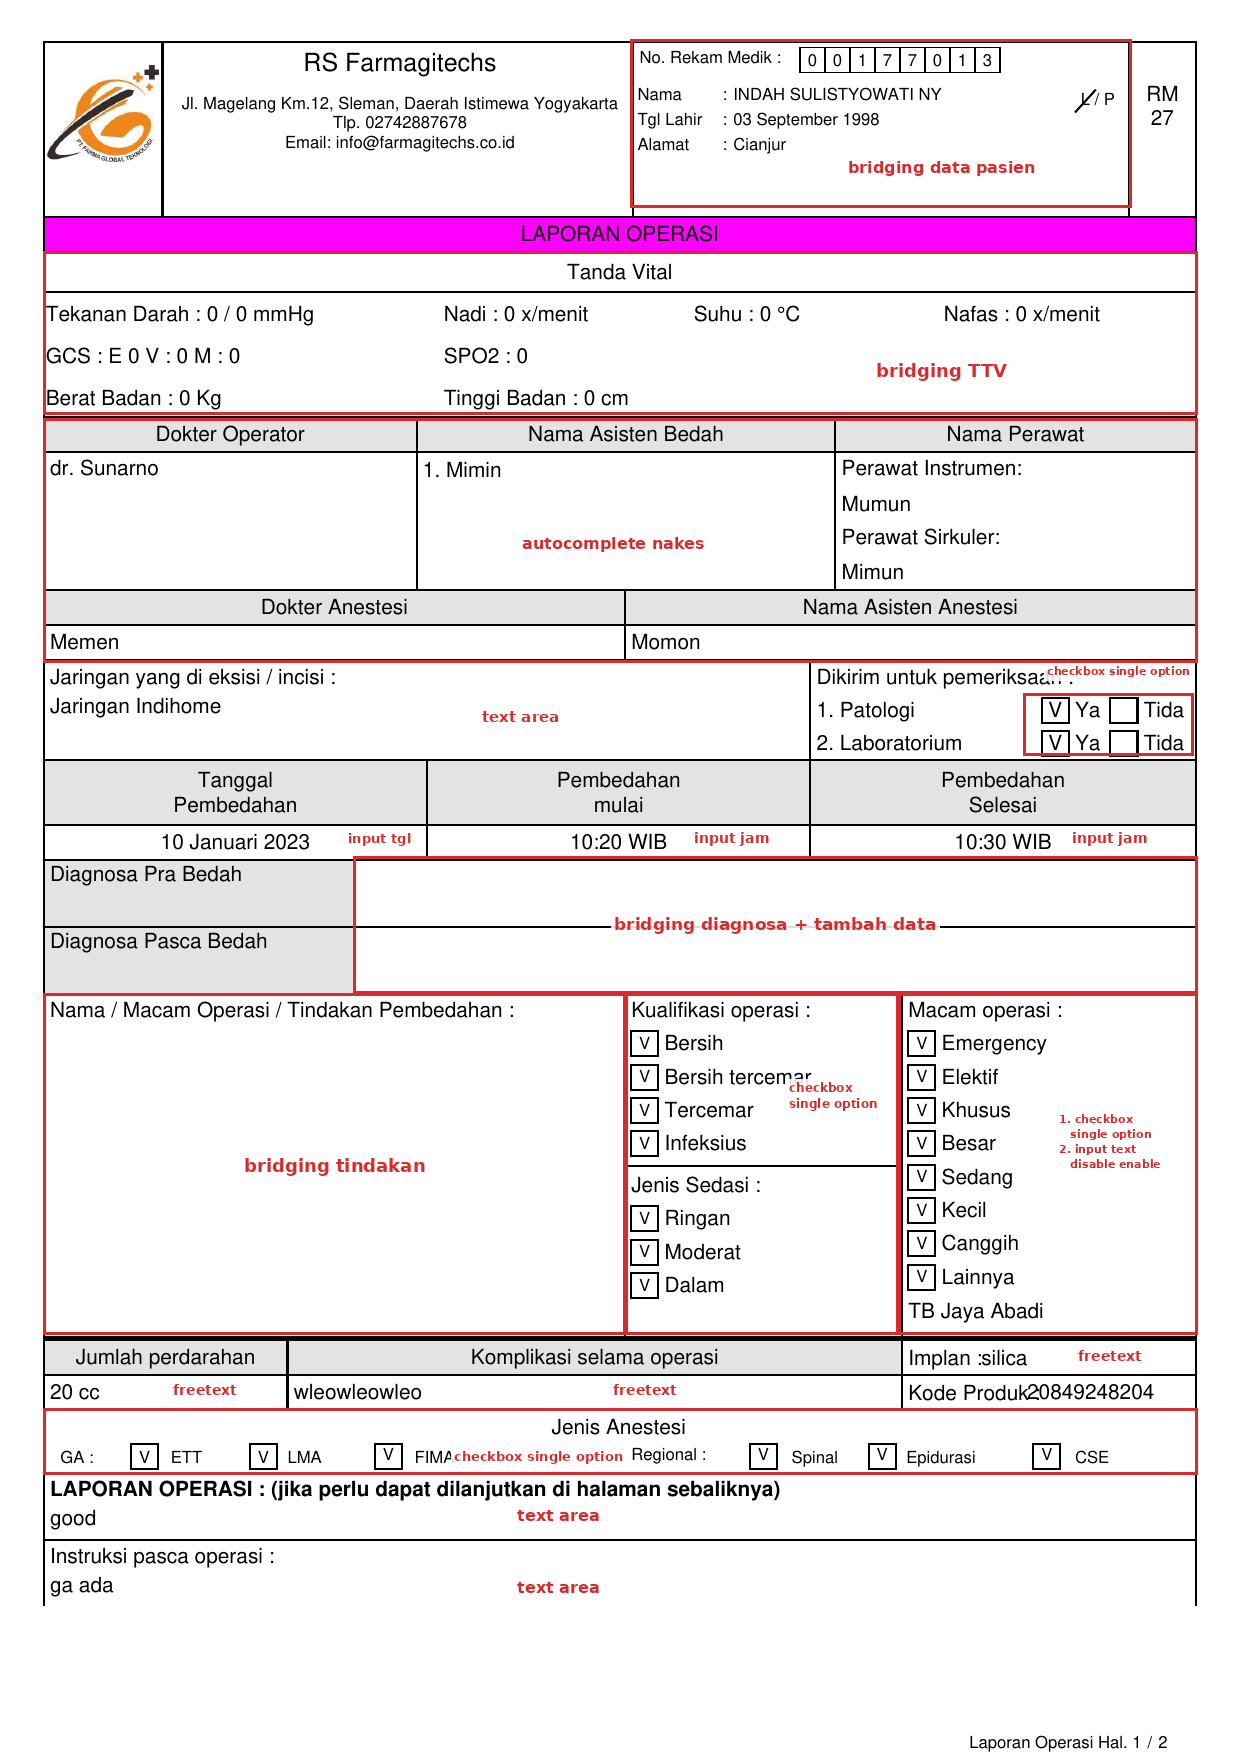 RS Farmagitechs
Jl. Magelang Km.12, Sleman, Daerah Istimewa Yogyakarta
Tlp. 02742887678
Email: info@farmagitechs.co.id
PT. FARMA GLOBAL TEKNOLOGI
No. Rekam Medik : 0 0 1 7 7 0 1 3
Nama : INDAH SULISTYOWATI NY L / P
Tgl Lahir : 03 September 1998
Alamat : Cianjur
bridging data pasien
RM
27
LAPORAN OPERASI
Tanda Vital
Tekanan Darah : 0 / 0 mmHg Nadi : 0 x/menit Suhu : 0 °C Nafas : 0 x/menit
GCS : E 0 V : 0 M : 0 SPO2 : 0
bridging TTV
Berat Badan : 0 Kg Tinggi Badan : 0 cm
Dokter Operator Nama Asisten Bedah Nama Perawat
dr. Sunarno 1. Mimin Perawat Instrumen:
Mumun
Perawat Sirkuler:
autocomplete nakes
Mimun
Dokter Anestesi Nama Asisten Anestesi
Memen Momon
Jaringan yang di eksisi / incisi : Dikirim untuk pemeriksaan :
checkbox single option
Jaringan Indihome
text area
1. Patologi V Ya Tida
2. Laboratorium V Ya Tida
Tanggal
Pembedahan
Pembedahan
mulai
Pembedahan
Selesai
10 Januari 2023 input tgl 10:20 WIB input jam 10:30 WIB input jam
Diagnosa Pra Bedah
bridging diagnosa + tambah data
Diagnosa Pasca Bedah
Nama / Macam Operasi / Tindakan Pembedahan :
bridging tindakan
Kualifikasi operasi :
V Bersih
V Bersih tercemar
V Tercemar
V Infeksius
checkbox
single option
Jenis Sedasi :
V Ringan
V Moderat
V Dalam
Macam operasi :
V Emergency
V Elektif
V Khusus
V Besar
V Sedang
V Kecil
V Canggih
V Lainnya
TB Jaya Abadi
1. checkbox
single option
2. input text
disable enable
Jumlah perdarahan Komplikasi selama operasi Implan :silica freetext
20 cc freetext wleowleowleo freetext Kode Produk:20849248204
Jenis Anestesi
GA : V ETT V LMA V FIMA checkbox single option Regional : V Spinal V Epidurasi V CSE
LAPORAN OPERASI : (jika perlu dapat dilanjutkan di halaman sebaliknya)
good text area
Instruksi pasca operasi :
ga ada text area
Laporan Operasi Hal. 1 / 2